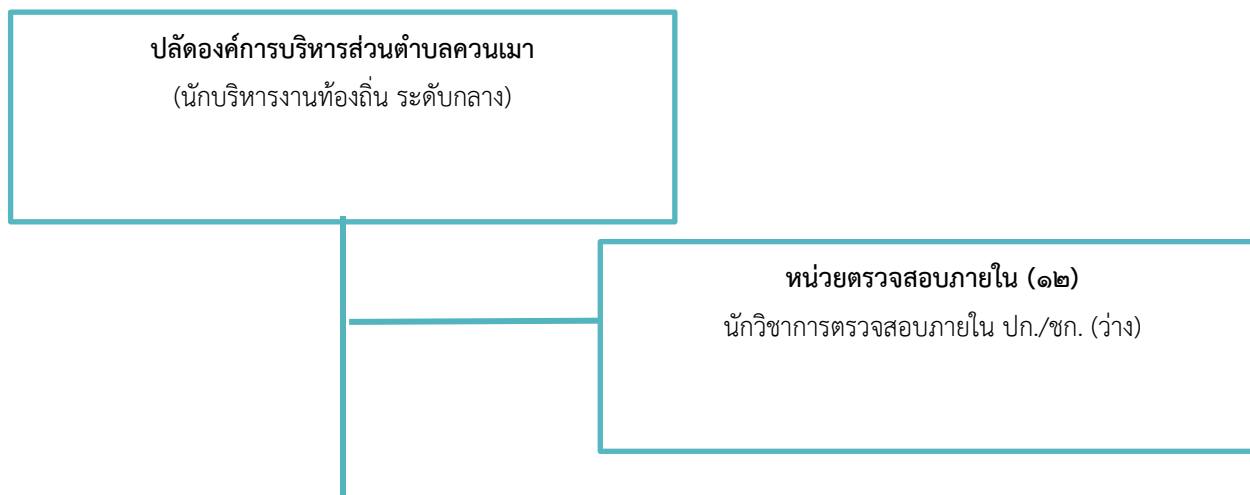 ปลัดองค์การบริหารส่วนตำบลควนเมา
(นักบริหารงานท้องถิ่น ระดับกลาง)
หน่วยตรวจสอบภายใน (๑๒)
นักวิชาการตรวจสอบภายใน ปก./ชก. (ว่าง)